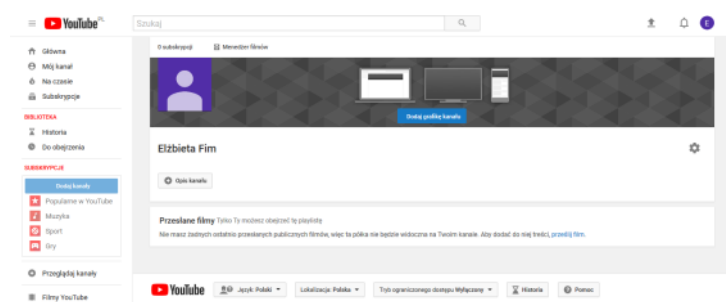 YouTube PL
Szukaj
E
Główna
Mój kanał
Na czasie
Subskrypcje
BIBLIOTEKA
Historia
Do obejrzenia
SUBSKRYPCJE
Dodaj kanały
Popularne w YouTube
Muzyka
Sport
Gry
Przeglądaj kanały
Filmy YouTube
0 subskrypcji Menedżer filmów
Dodaj grafikę kanału
Elżbieta Fim
Opis kanału
Przesłane filmy Tylko Ty możesz obejrzeć tę playlistę
Nie masz żadnych ostatnio przesłanych publicznych filmów, więc ta półka nie będzie widoczna na Twoim kanale. Aby dodać do niej treści, prześlij film.
YouTube Język: Polski Lokalizacja: Polska Tryb ograniczonego dostępu Wyłączony Historia Pomoc